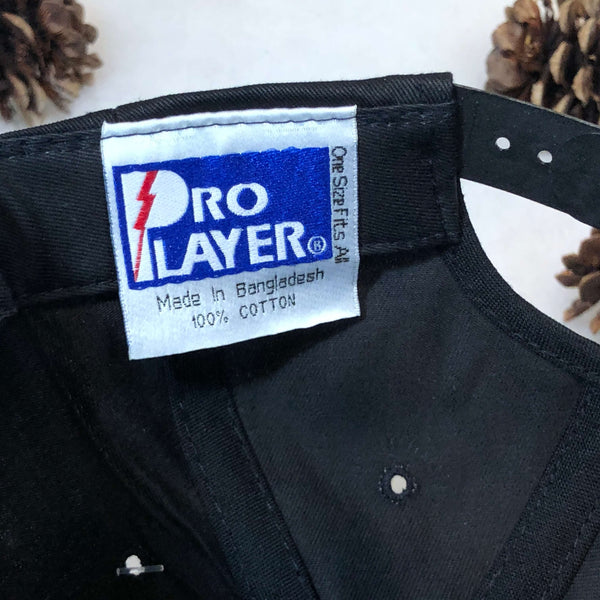 PRO
PLAYER®
One Size Fits All
Made In Bangladesh
100% COTTON